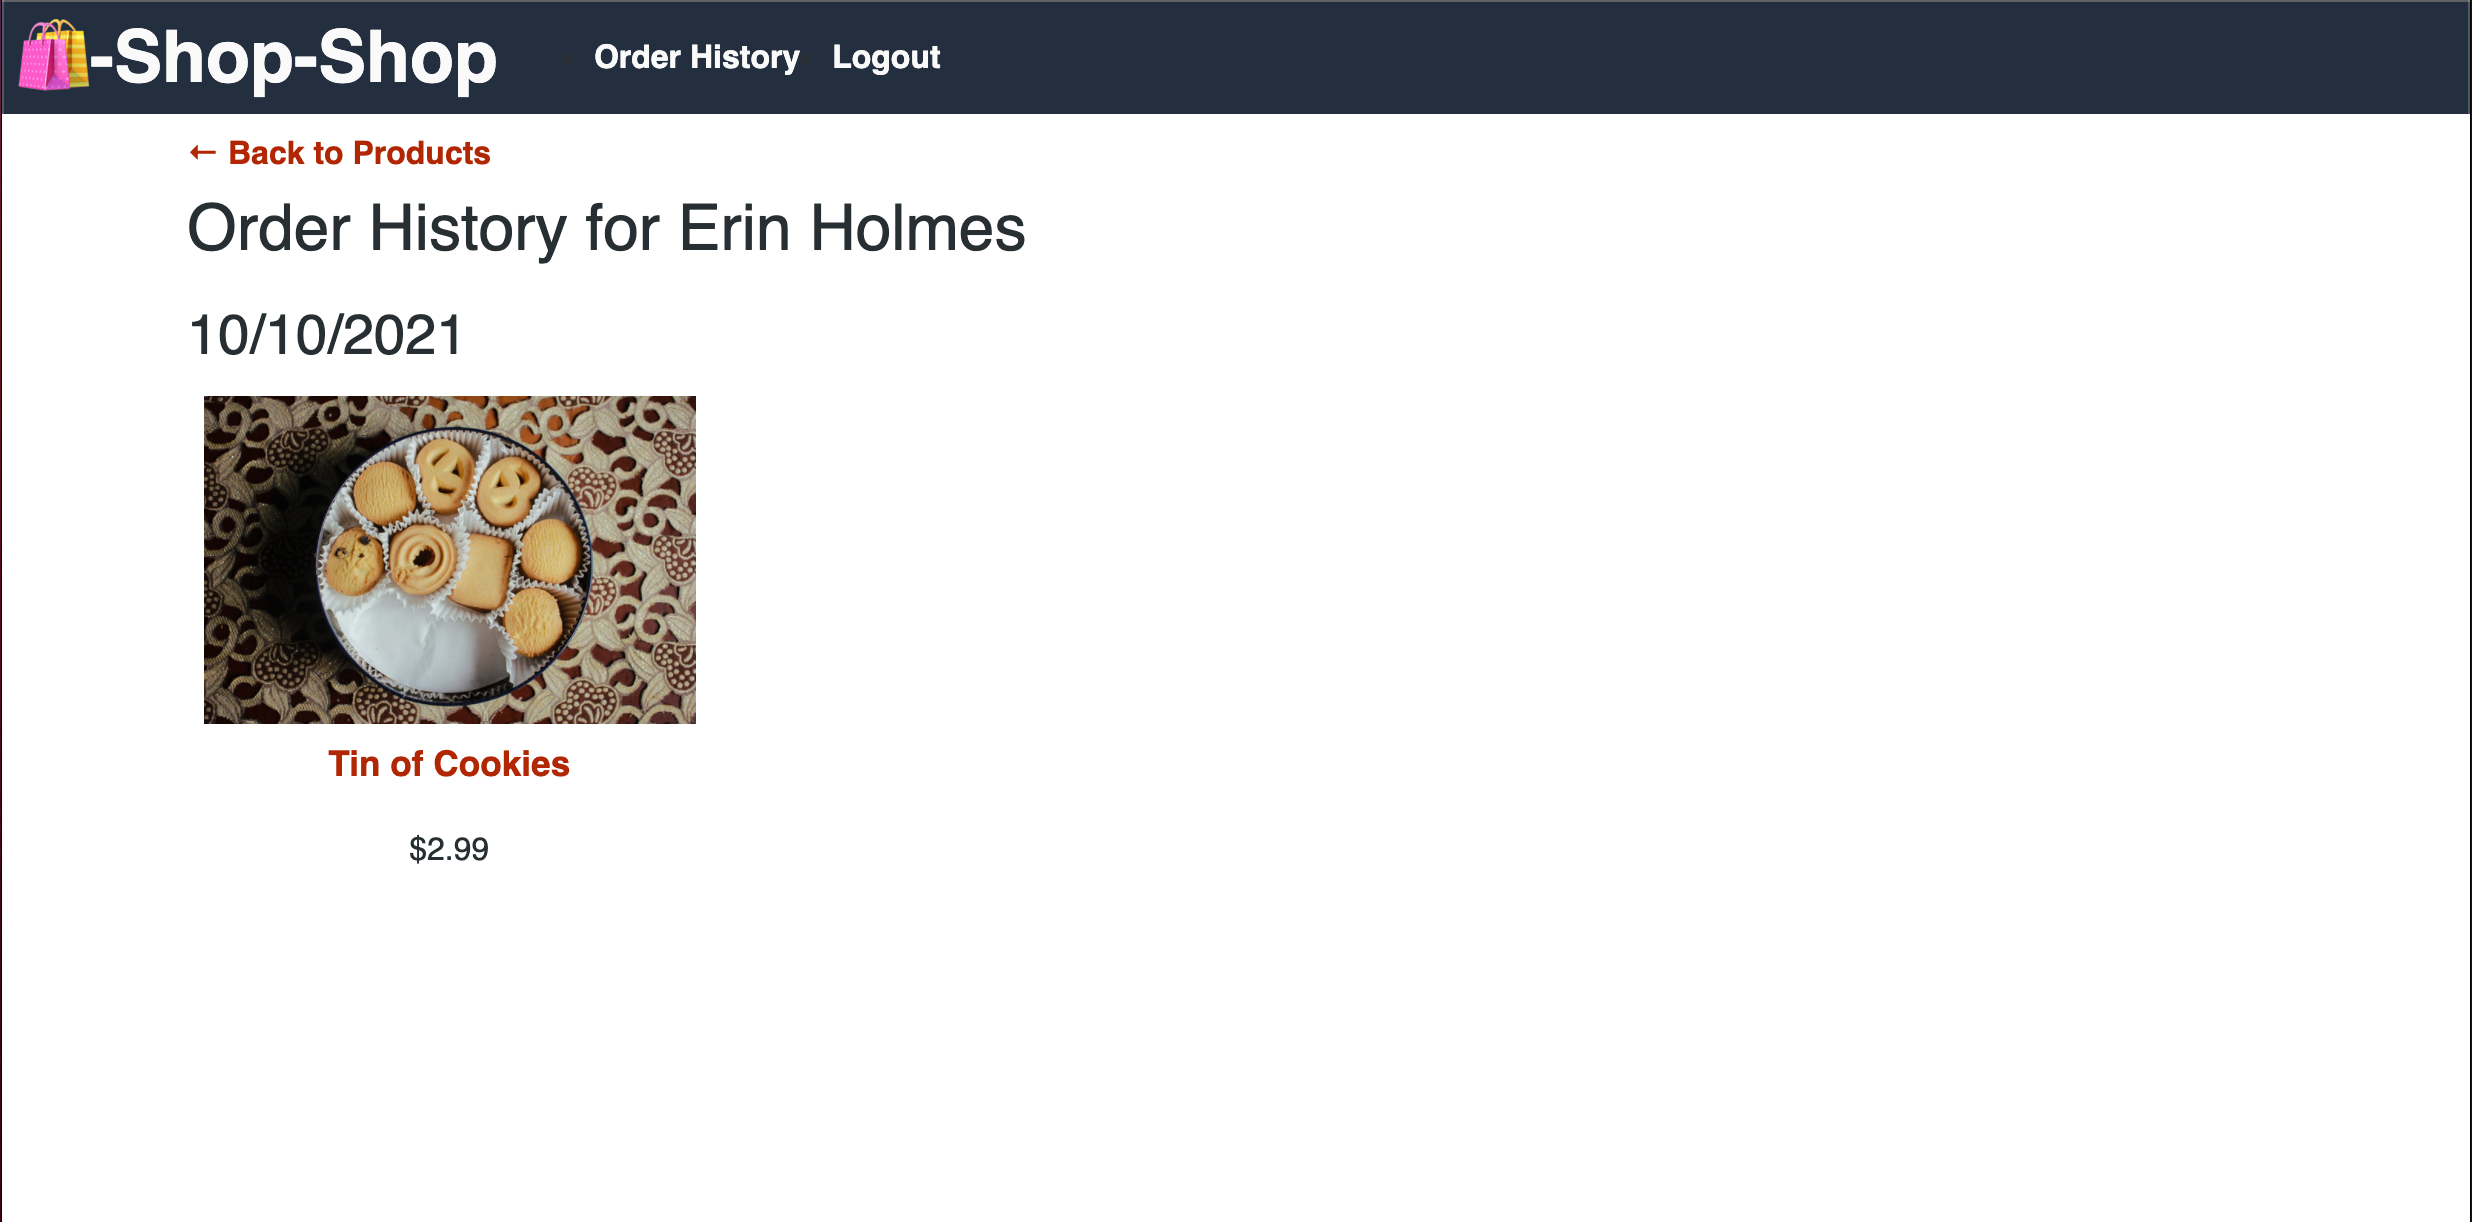 -Shop-Shop
Order History Logout
← Back to Products
Order History for Erin Holmes
10/10/2021
Tin of Cookies
$2.99